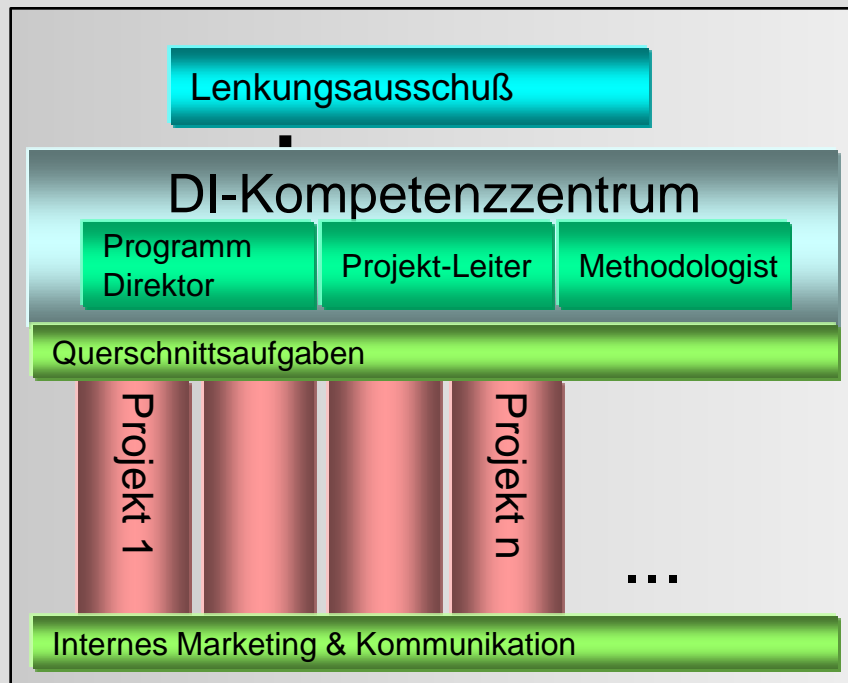 Lenkungsausschuß
DI-Kompetenzzentrum
Programm
Direktor
Projekt-Leiter
Methodologist
Querschnittsaufgaben
Projekt 1
Projekt n
...
Internes Marketing & Kommunikation